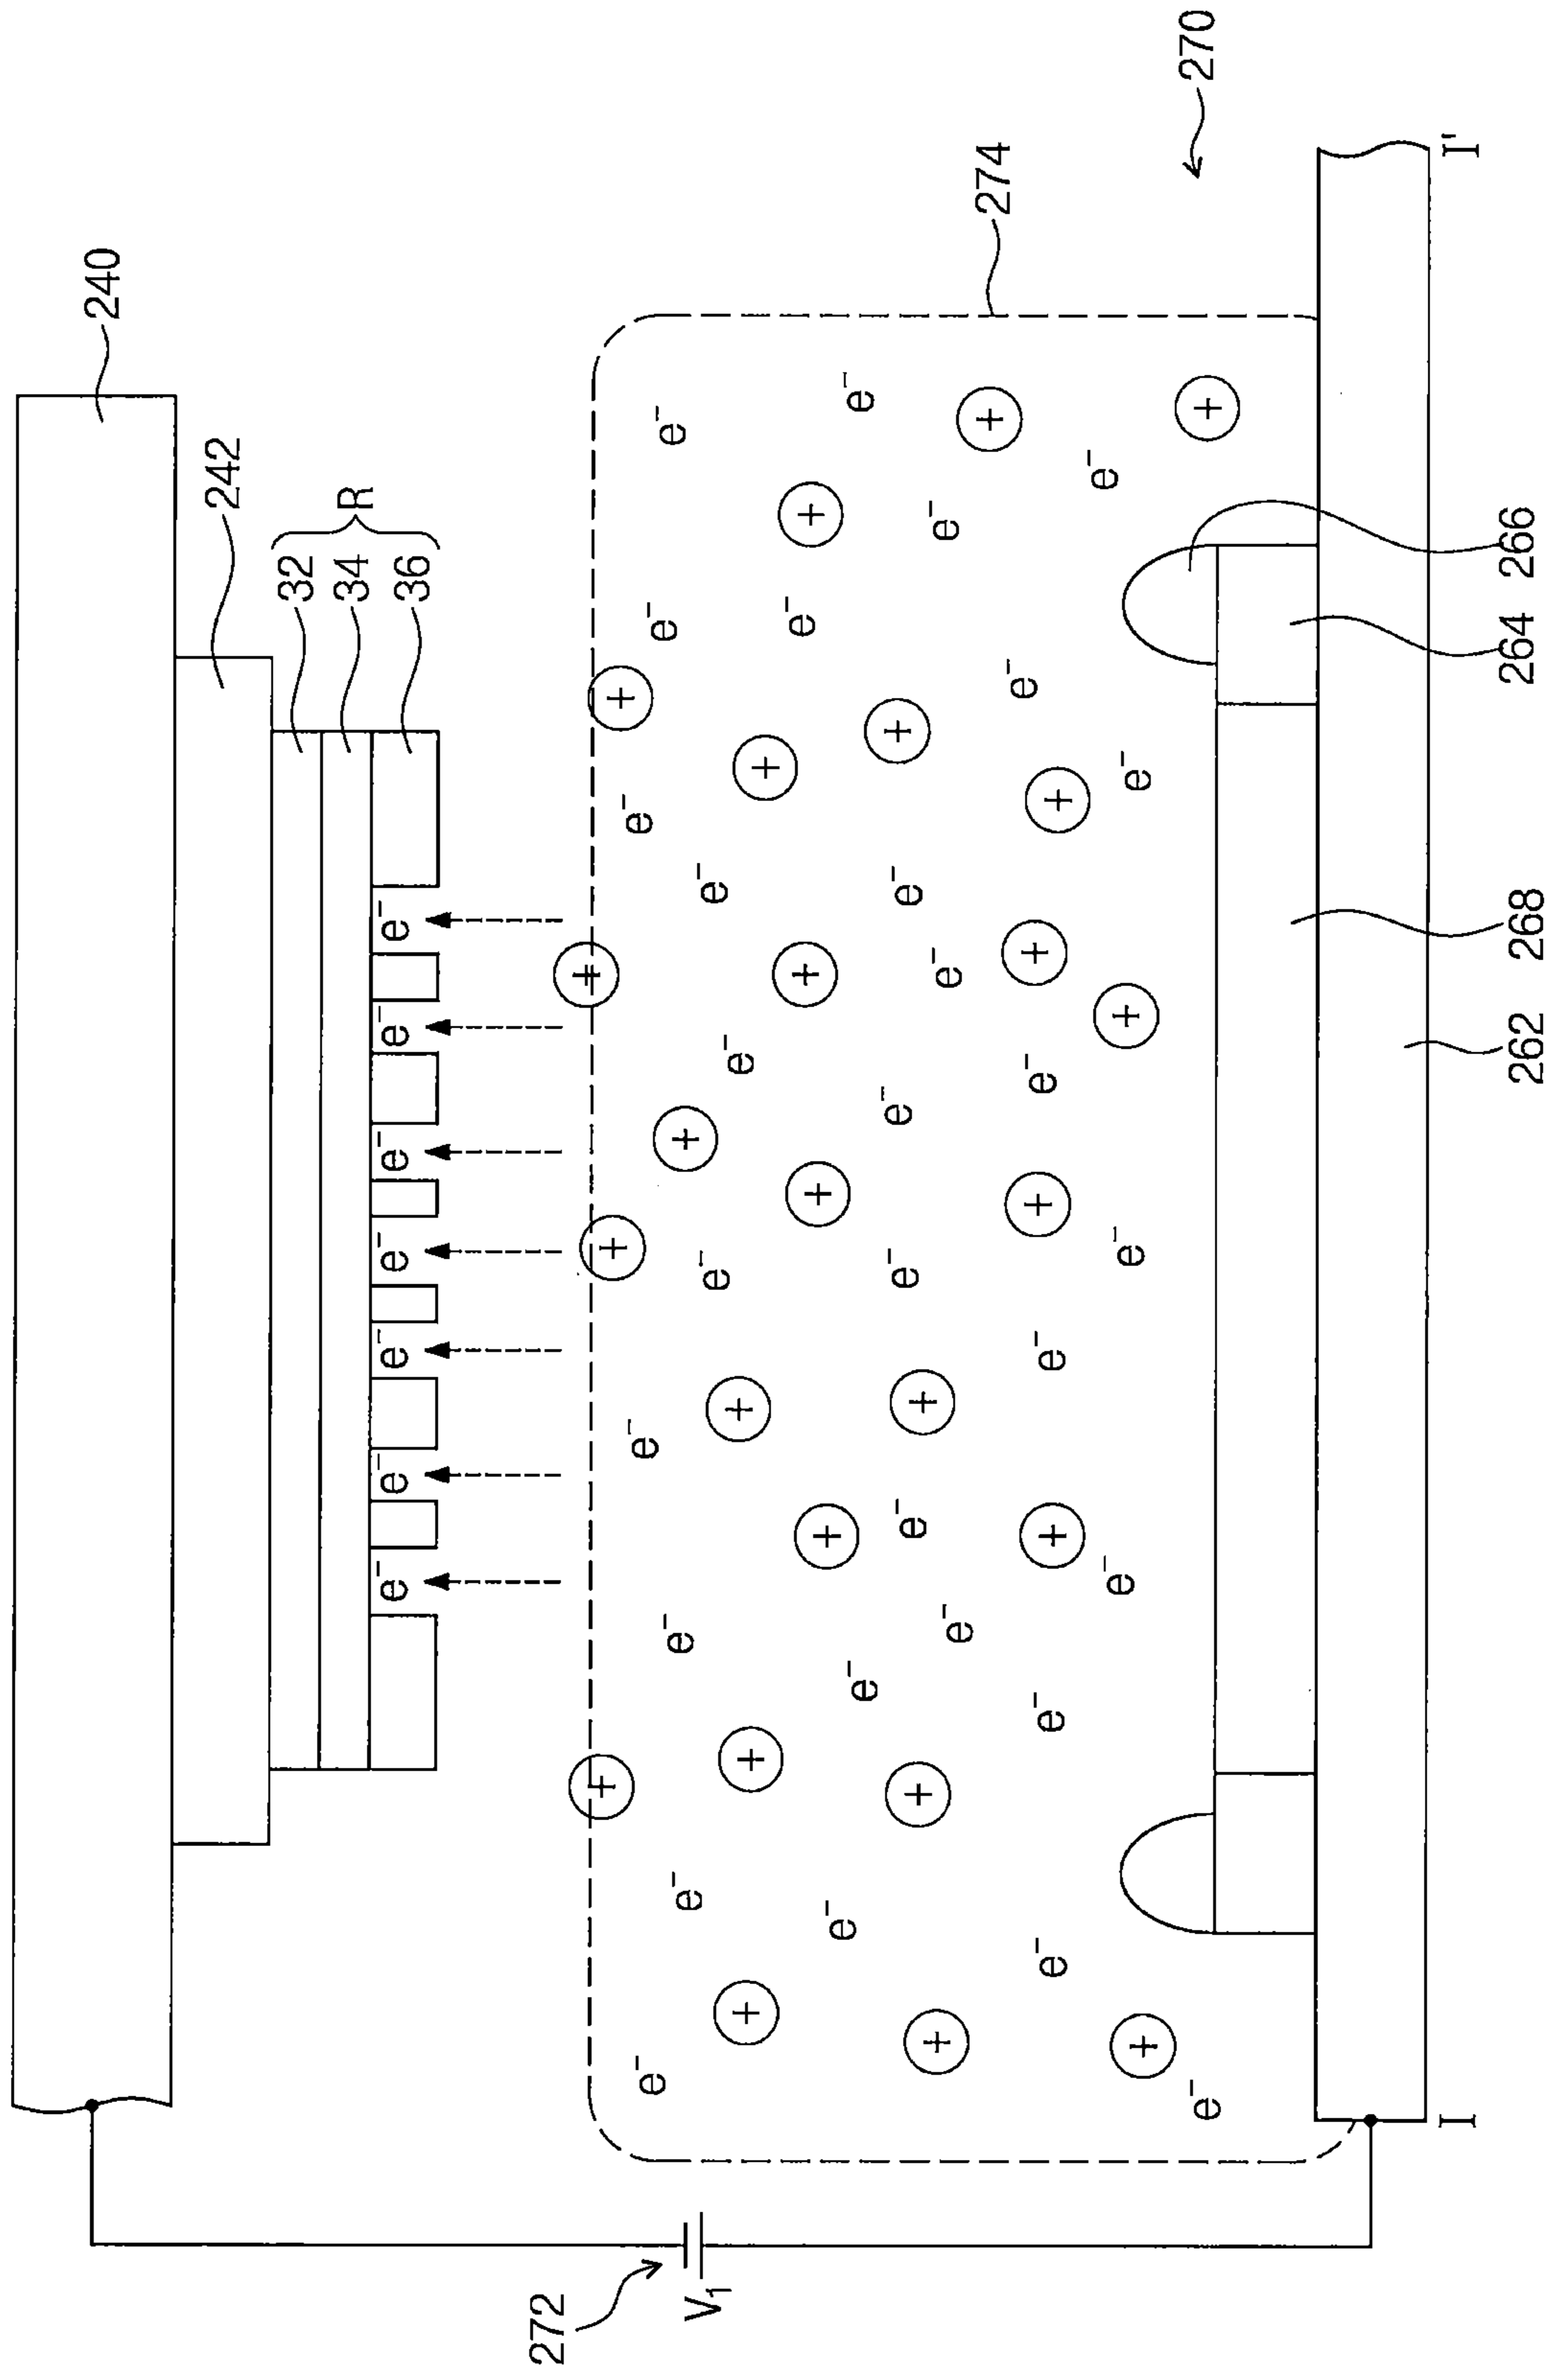 240
242
32
34
36
R
e⁻ e⁻ e⁻ e⁻ e⁻ e⁻ e⁻
272
V₁
274
e⁻ e⁻ e⁻ e⁻ e⁻ e⁻ e⁻ e⁻ e⁻ e⁻ e⁻ e⁻ e⁻ e⁻ e⁻ e⁻ e⁻ e⁻ e⁻ e⁻ e⁻ e⁻ e⁻ e⁻ e⁻ e⁻ e⁻ e⁻ e⁻ e⁻ e⁻
+ + + + + + + + + + + + + + + + + + + + + + + + +
270
I
I'
262
268
264
266